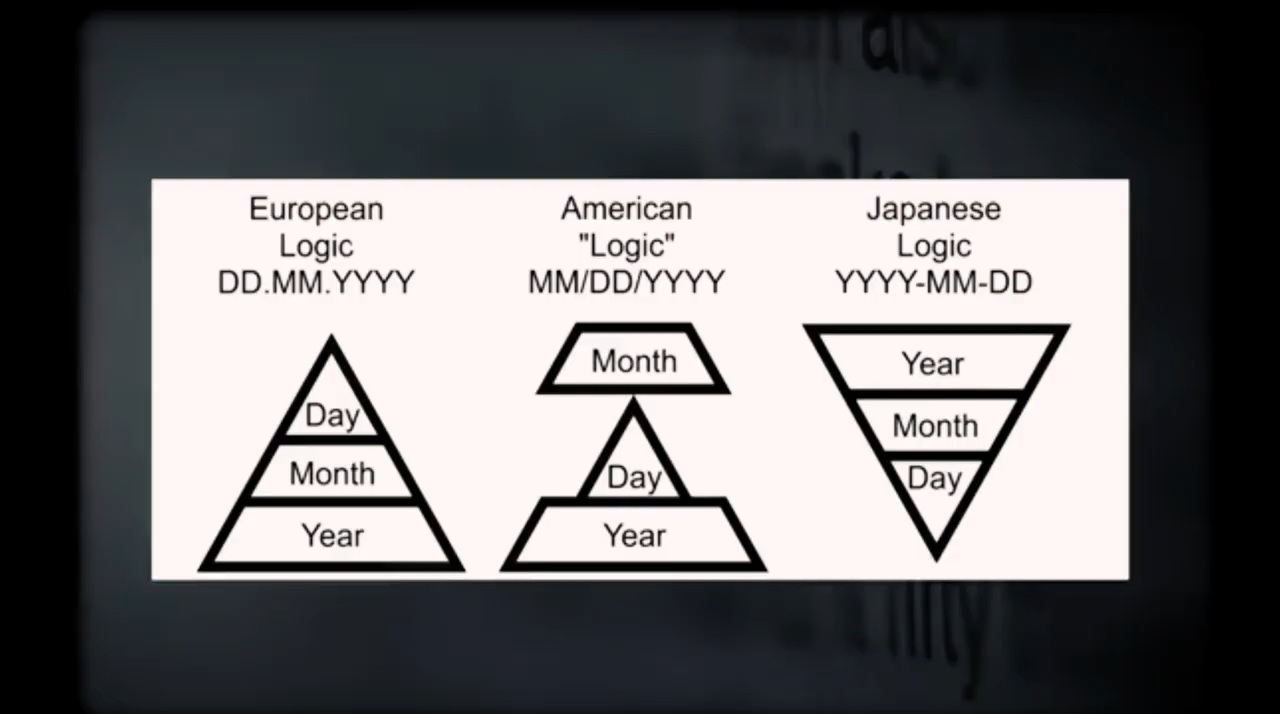 European
Logic
DD.MM.YYYY
Day
Month
Year
American
"Logic"
MM/DD/YYYY
Month
Day
Year
Japanese
Logic
YYYY-MM-DD
Year
Month
Day